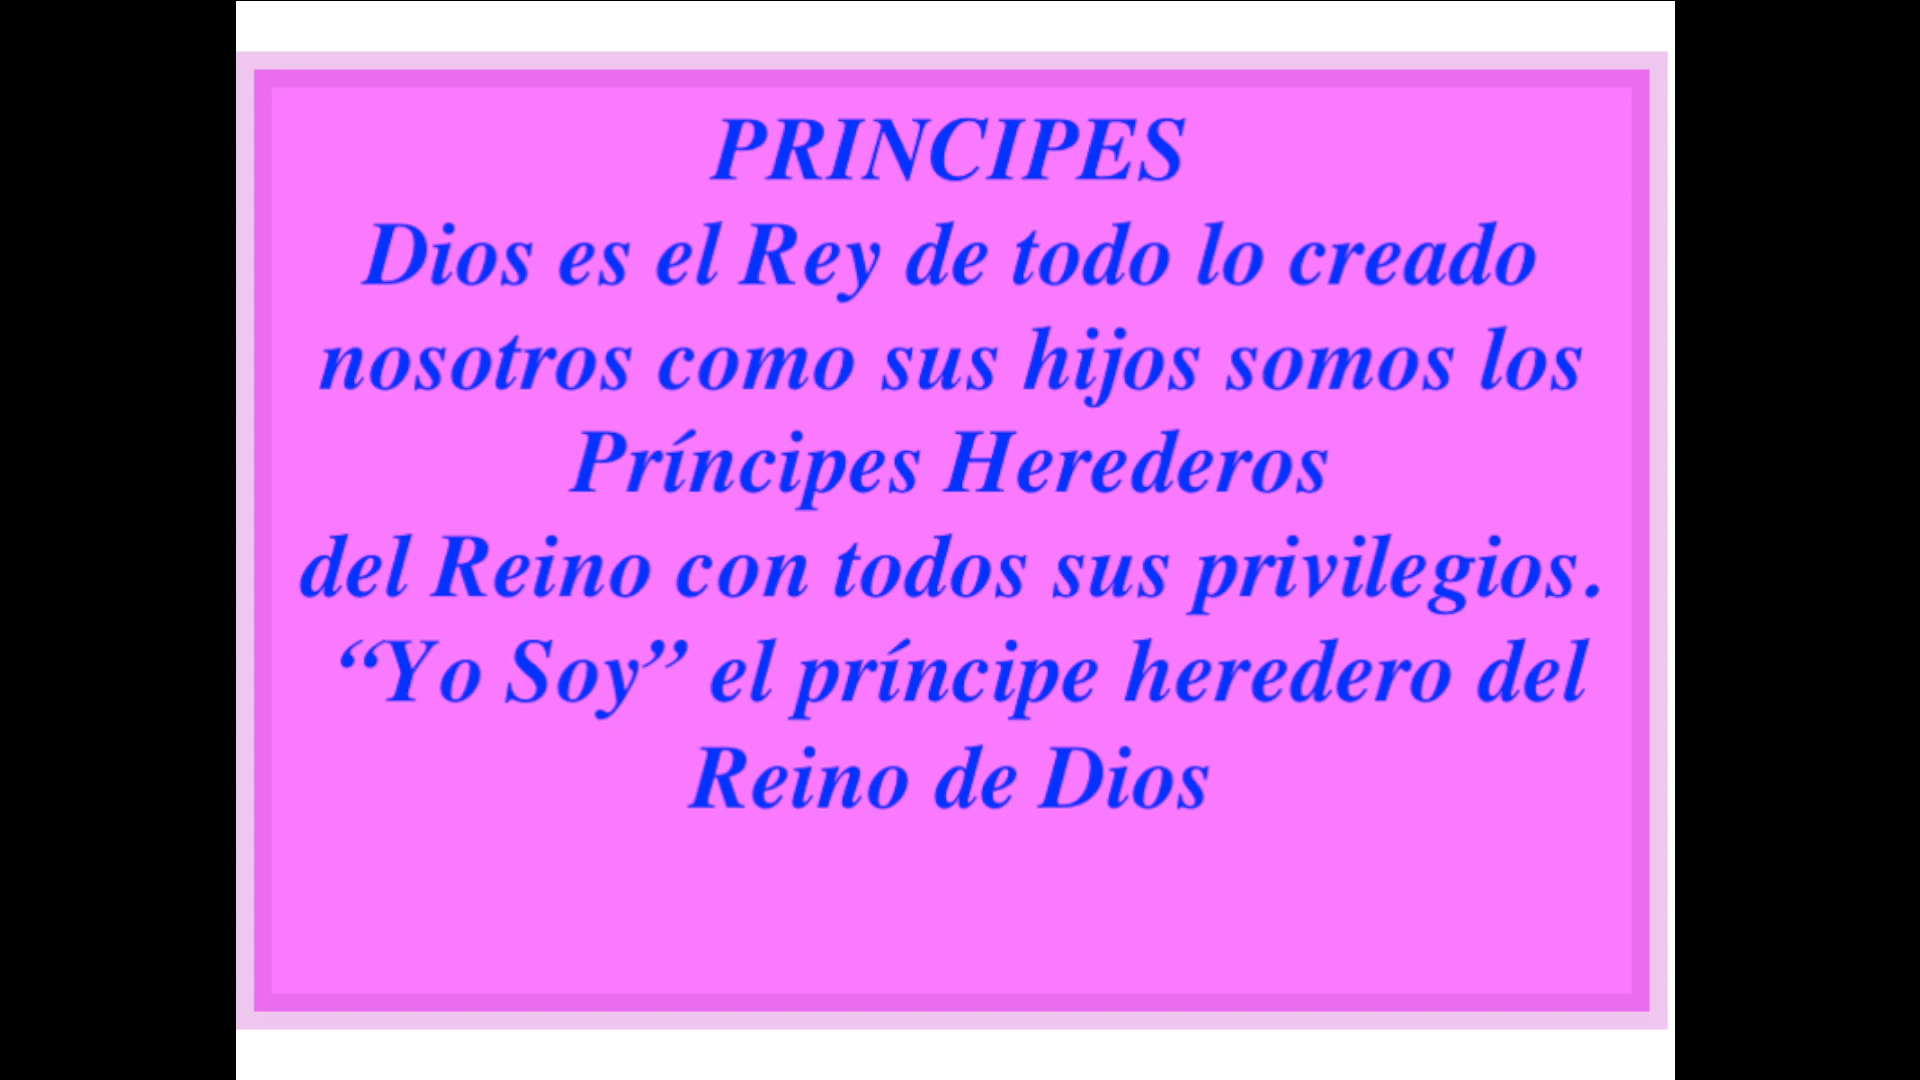 PRINCIPES
Dios es el Rey de todo lo creado
nosotros como sus hijos somos los
Príncipes Herederos
del Reino con todos sus privilegios.
“Yo Soy” el príncipe heredero del
Reino de Dios